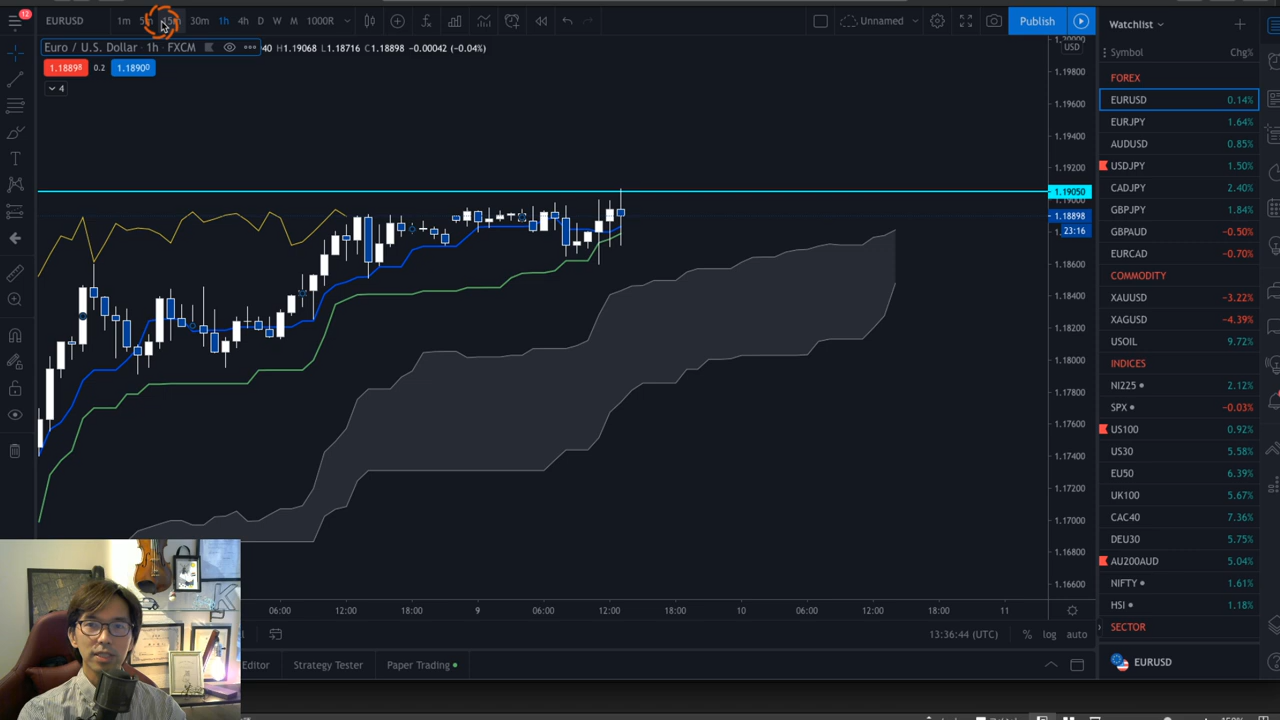 12
EURUSD 1m 5m 15m 30m 1h 4h D W M 1000R Unnamed Publish
Watchlist
Euro / U.S. Dollar · 1h · FXCM 40 H1.19068 L1.18716 C1.18898 −0.00042 (−0.04%)
1.18898 0.2 1.18900
4
USD
1.19800
1.19600
1.19400
1.19200
1.19050
1.18898
23:16
1.18600
1.18400
1.18200
1.18000
1.17800
1.17600
1.17400
1.17200
1.17000
1.16800
1.16600
06:00 12:00 18:00 9 06:00 12:00 18:00 10 06:00 12:00 18:00 11
13:36:44 (UTC) % log auto
Editor Strategy Tester Paper Trading
Symbol Chg%
FOREX
EURUSD 0.14%
EURJPY 1.64%
AUDUSD 0.85%
USDJPY 1.50%
CADJPY 2.40%
GBPJPY 1.84%
GBPAUD −0.50%
EURCAD −0.70%
COMMODITY
XAUUSD −3.22%
XAGUSD −4.39%
USOIL 9.72%
INDICES
NI225 2.12%
SPX −0.03%
US100 0.92%
US30 5.58%
EU50 6.39%
UK100 5.67%
CAC40 7.36%
DEU30 5.75%
AU200AUD 5.04%
NIFTY 1.61%
HSI 1.18%
SECTOR
EURUSD